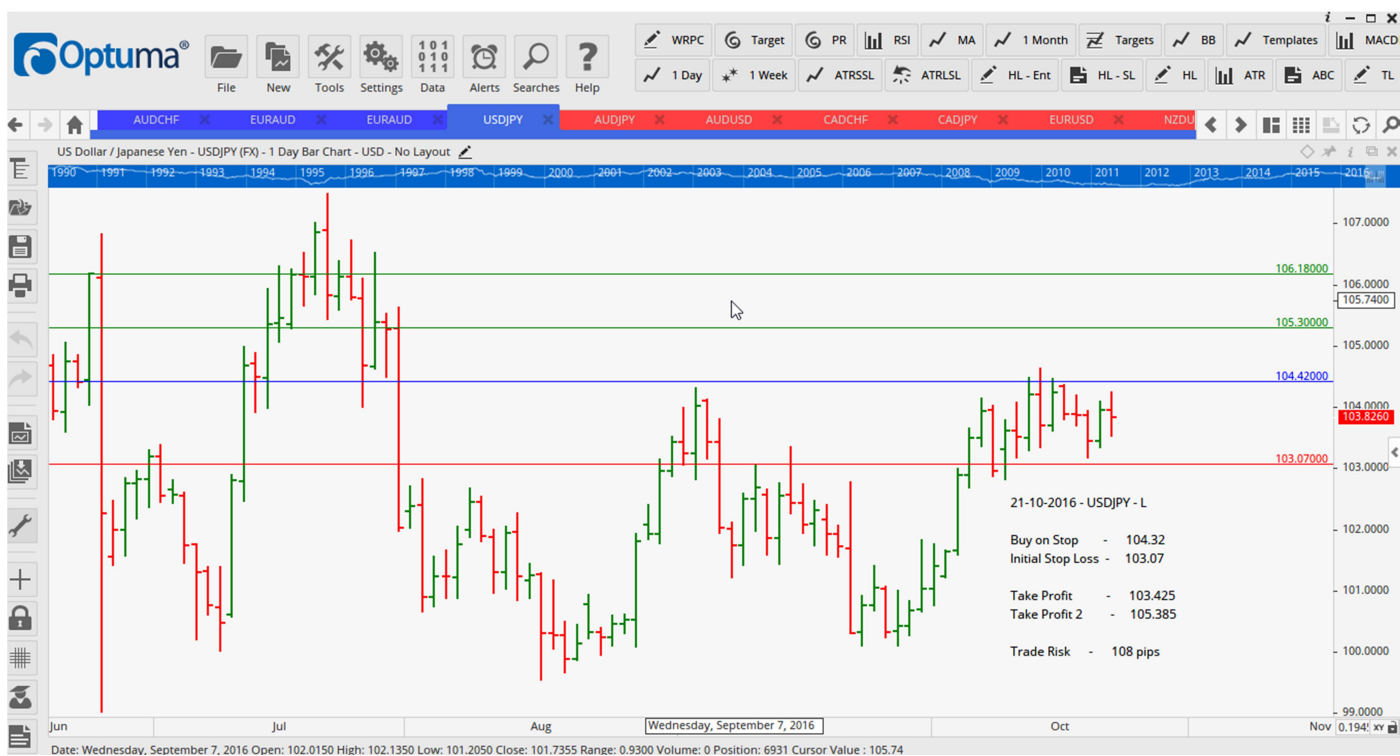 i
Optuma®
File New Tools Settings Data Alerts Searches Help
101
010
111
WRPC Target PR RSI MA 1 Month Targets BB Templates MACD
1 Day 1 Week ATRSSL ATRLSL HL - Ent HL - SL HL ATR ABC TL
AUDCHF EURAUD EURAUD USDJPY AUDJPY AUDUSD CADCHF CADJPY EURUSD NZDU
US Dollar / Japanese Yen - USDJPY (FX) - 1 Day Bar Chart - USD - No Layout
1990 1991 1992 1993 1994 1995 1996 1997 1998 1999 2000 2001 2002 2003 2004 2005 2006 2007 2008 2009 2010 2011 2012 2013 2014 2015 2016
107.0000
106.18000
106.0000
105.7400
105.30000
105.0000
104.42000
104.0000
103.8260
103.07000
103.0000
21-10-2016 - USDJPY - L
Buy on Stop - 104.32
102.0000
Initial Stop Loss - 103.07
Take Profit - 103.425
101.0000
Take Profit 2 - 105.385
Trade Risk - 108 pips
100.0000
99.0000
Jun Jul Aug Wednesday, September 7, 2016 Oct Nov 0.194 XY
Date: Wednesday, September 7, 2016 Open: 102.0150 High: 102.1350 Low: 101.2050 Close: 101.7355 Range: 0.9300 Volume: 0 Position: 6931 Cursor Value : 105.74